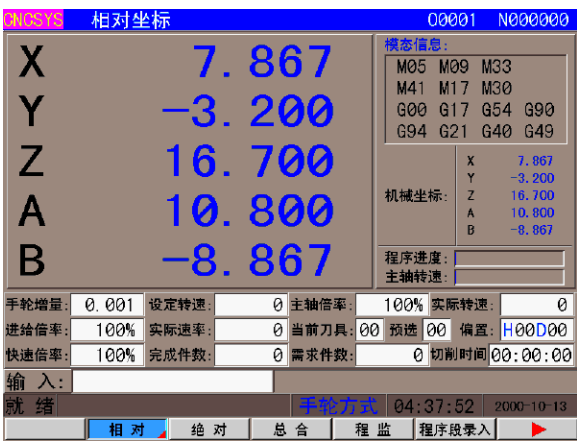 CNCSYS 相对坐标 O0001 N000000
X 7.867
Y -3.200
Z 16.700
A 10.800
B -8.867
模态信息:
M05 M09 M33
M41 M17 M30
G00 G17 G54 G90
G94 G21 G40 G49
机械坐标:
X 7.867
Y -3.200
Z 16.700
A 10.800
B -8.867
程序进度:
主轴转速:
手轮增量: 0.001 设定转速: 0 主轴倍率: 100% 实际转速: 0
进给倍率: 100% 实际速率: 0 当前刀具: 00 预选 00 偏置: H00D00
快速倍率: 100% 完成件数: 0 需求件数: 0 切削时间 00:00:00
输 入:
就 绪 手轮方式 04:37:52 2000-10-13
相 对 绝 对 总 合 程 监 程序段录入